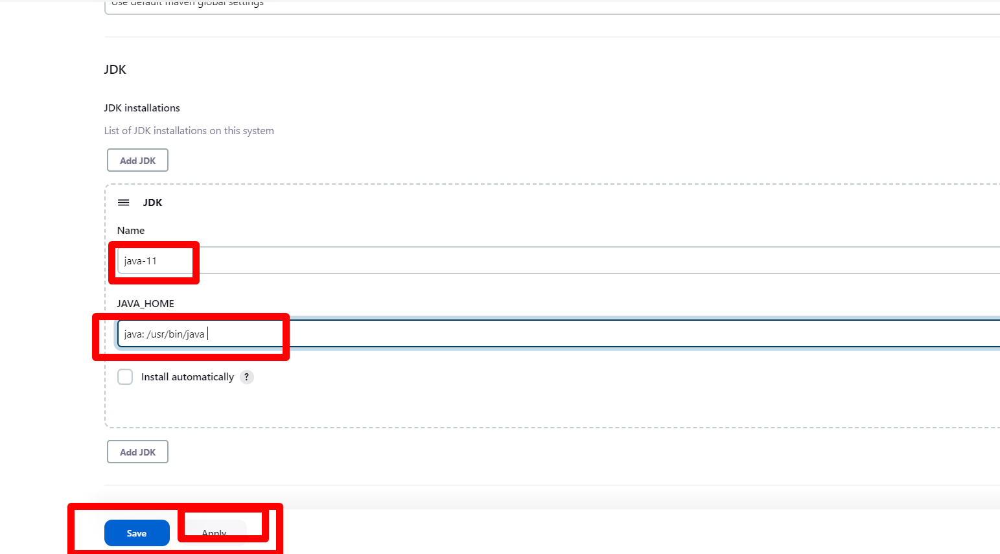 Use default maven global settings
JDK
JDK installations
List of JDK installations on this system
Add JDK
JDK
Name
java-11
JAVA_HOME
java: /usr/bin/java
Install automatically ?
Add JDK
Save Apply